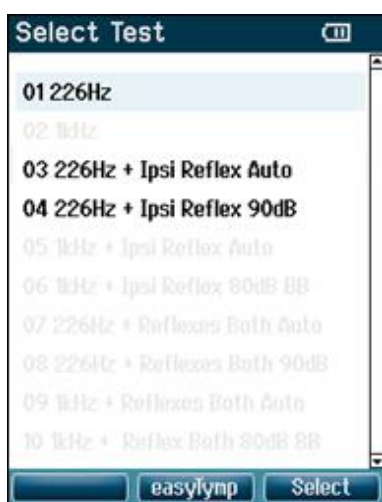 Select Test
01 226Hz
02 1kHz
03 226Hz + Ipsi Reflex Auto
04 226Hz + Ipsi Reflex 90dB
05 1kHz + Ipsi Reflex Auto
06 1kHz + Ipsi Reflex 80dB BB
07 226Hz + Reflexes Both Auto
08 226Hz + Reflexes Both 90dB
09 1kHz + Reflexes Both Auto
10 1kHz + Reflex Both 80dB BB
easyTymp Select